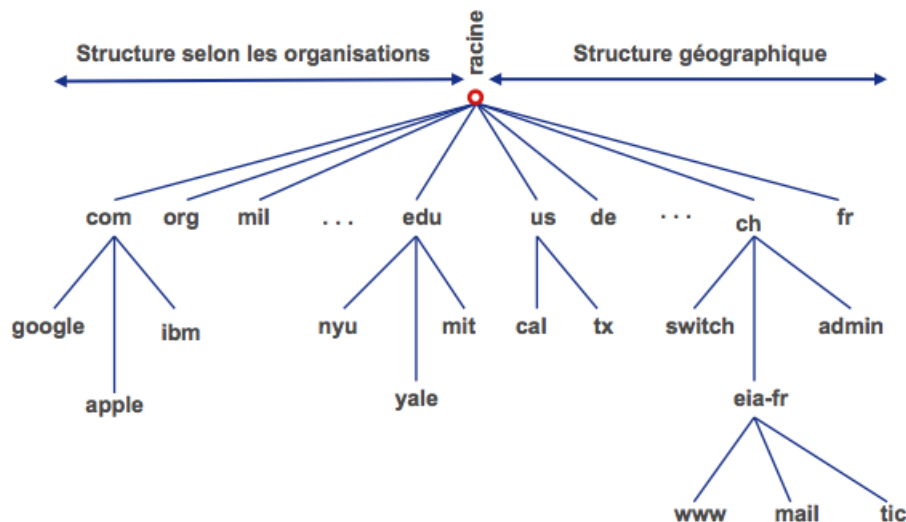 racine
Structure selon les organisations
Structure géographique
com org mil ... edu us de ... ch fr
google ibm nyu mit cal tx switch admin
apple yale eia-fr
www mail tic